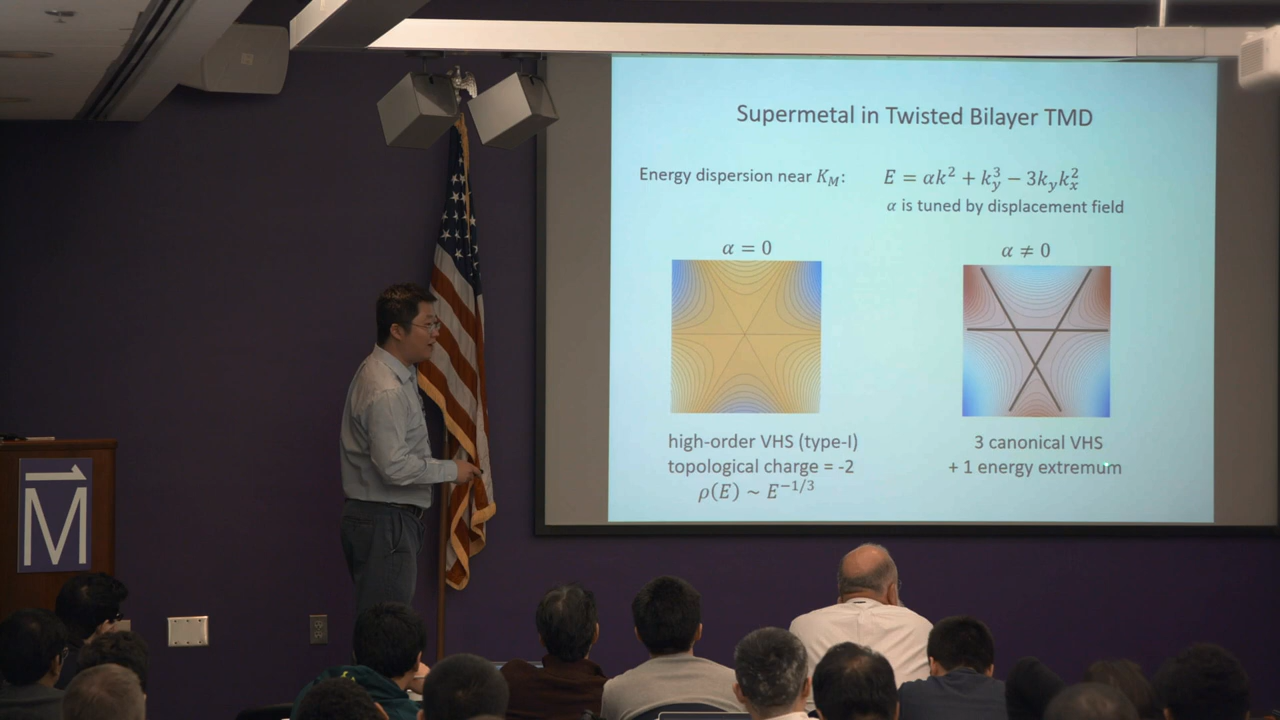 Supermetal in Twisted Bilayer TMD
Energy dispersion near K_M: E = αk² + k_y³ − 3k_yk_x²
α is tuned by displacement field
α = 0
α ≠ 0
high-order VHS (type-I)
topological charge = -2
ρ(E) ~ E^{−1/3}
3 canonical VHS
+ 1 energy extremum
M